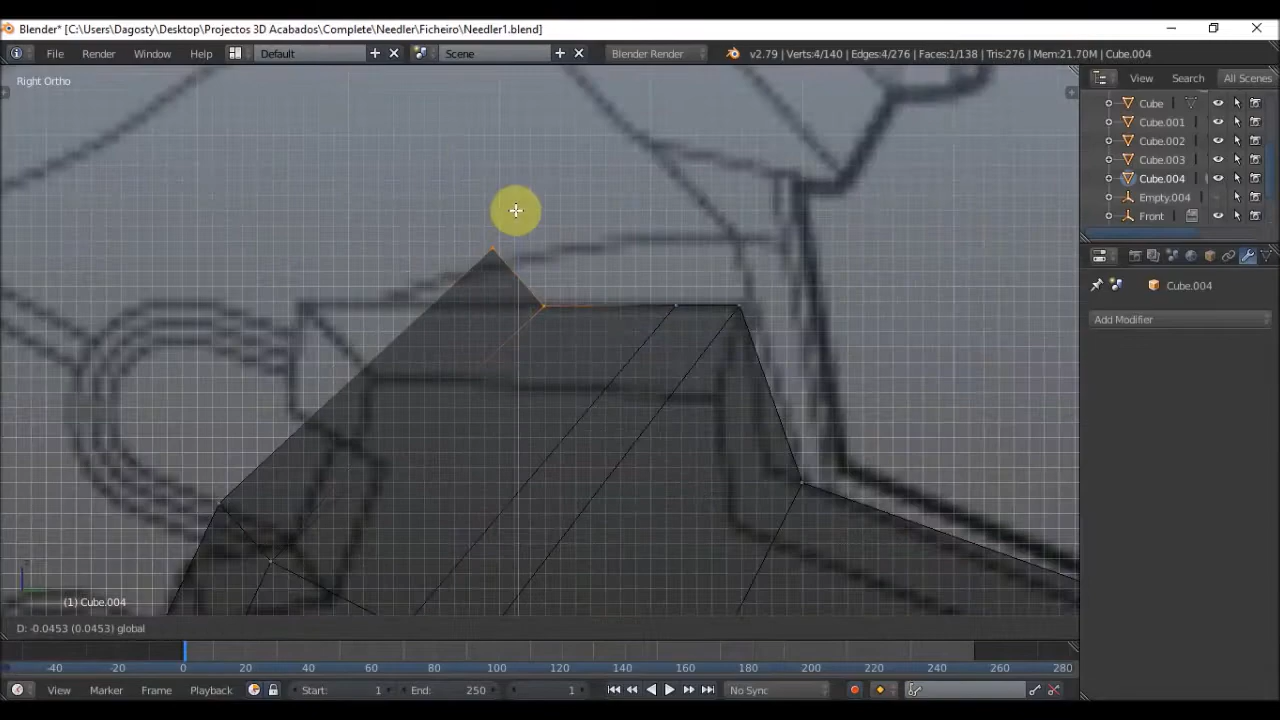 Blender* [C:\Users\Dagosty\Desktop\Projectos 3D Acabados\Complete\Needler\Ficheiro\Needler1.blend]
File Render Window Help Default Scene Blender Render v2.79 | Verts:4/140 | Edges:4/276 | Faces:1/138 | Tris:276 | Mem:21.70M | Cube.004
Right Ortho
View Search All Scenes
Cube
Cube.001
Cube.002
Cube.003
Cube.004
Empty.004
Front
Cube.004
Add Modifier
(1) Cube.004
D: -0.0453 (0.0453) global
-40 -20 0 20 40 60 80 100 120 140 160 180 200 220 240 260 280
View Marker Frame Playback Start: 1 End: 250 1 No Sync